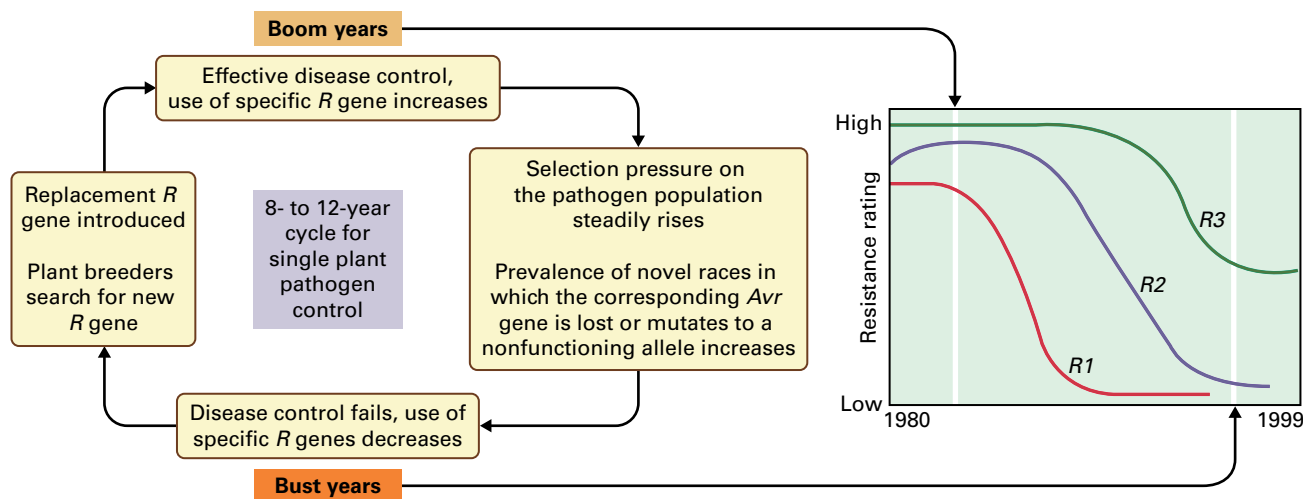 Boom years
Effective disease control,
use of specific R gene increases
Selection pressure on
the pathogen population
steadily rises
Prevalence of novel races in
which the corresponding Avr
gene is lost or mutates to a
nonfunctioning allele increases
Disease control fails, use of
specific R genes decreases
Replacement R
gene introduced
Plant breeders
search for new
R gene
8- to 12-year
cycle for
single plant
pathogen
control
Bust years
High
Resistance rating
Low
R3
R2
R1
1980
1999